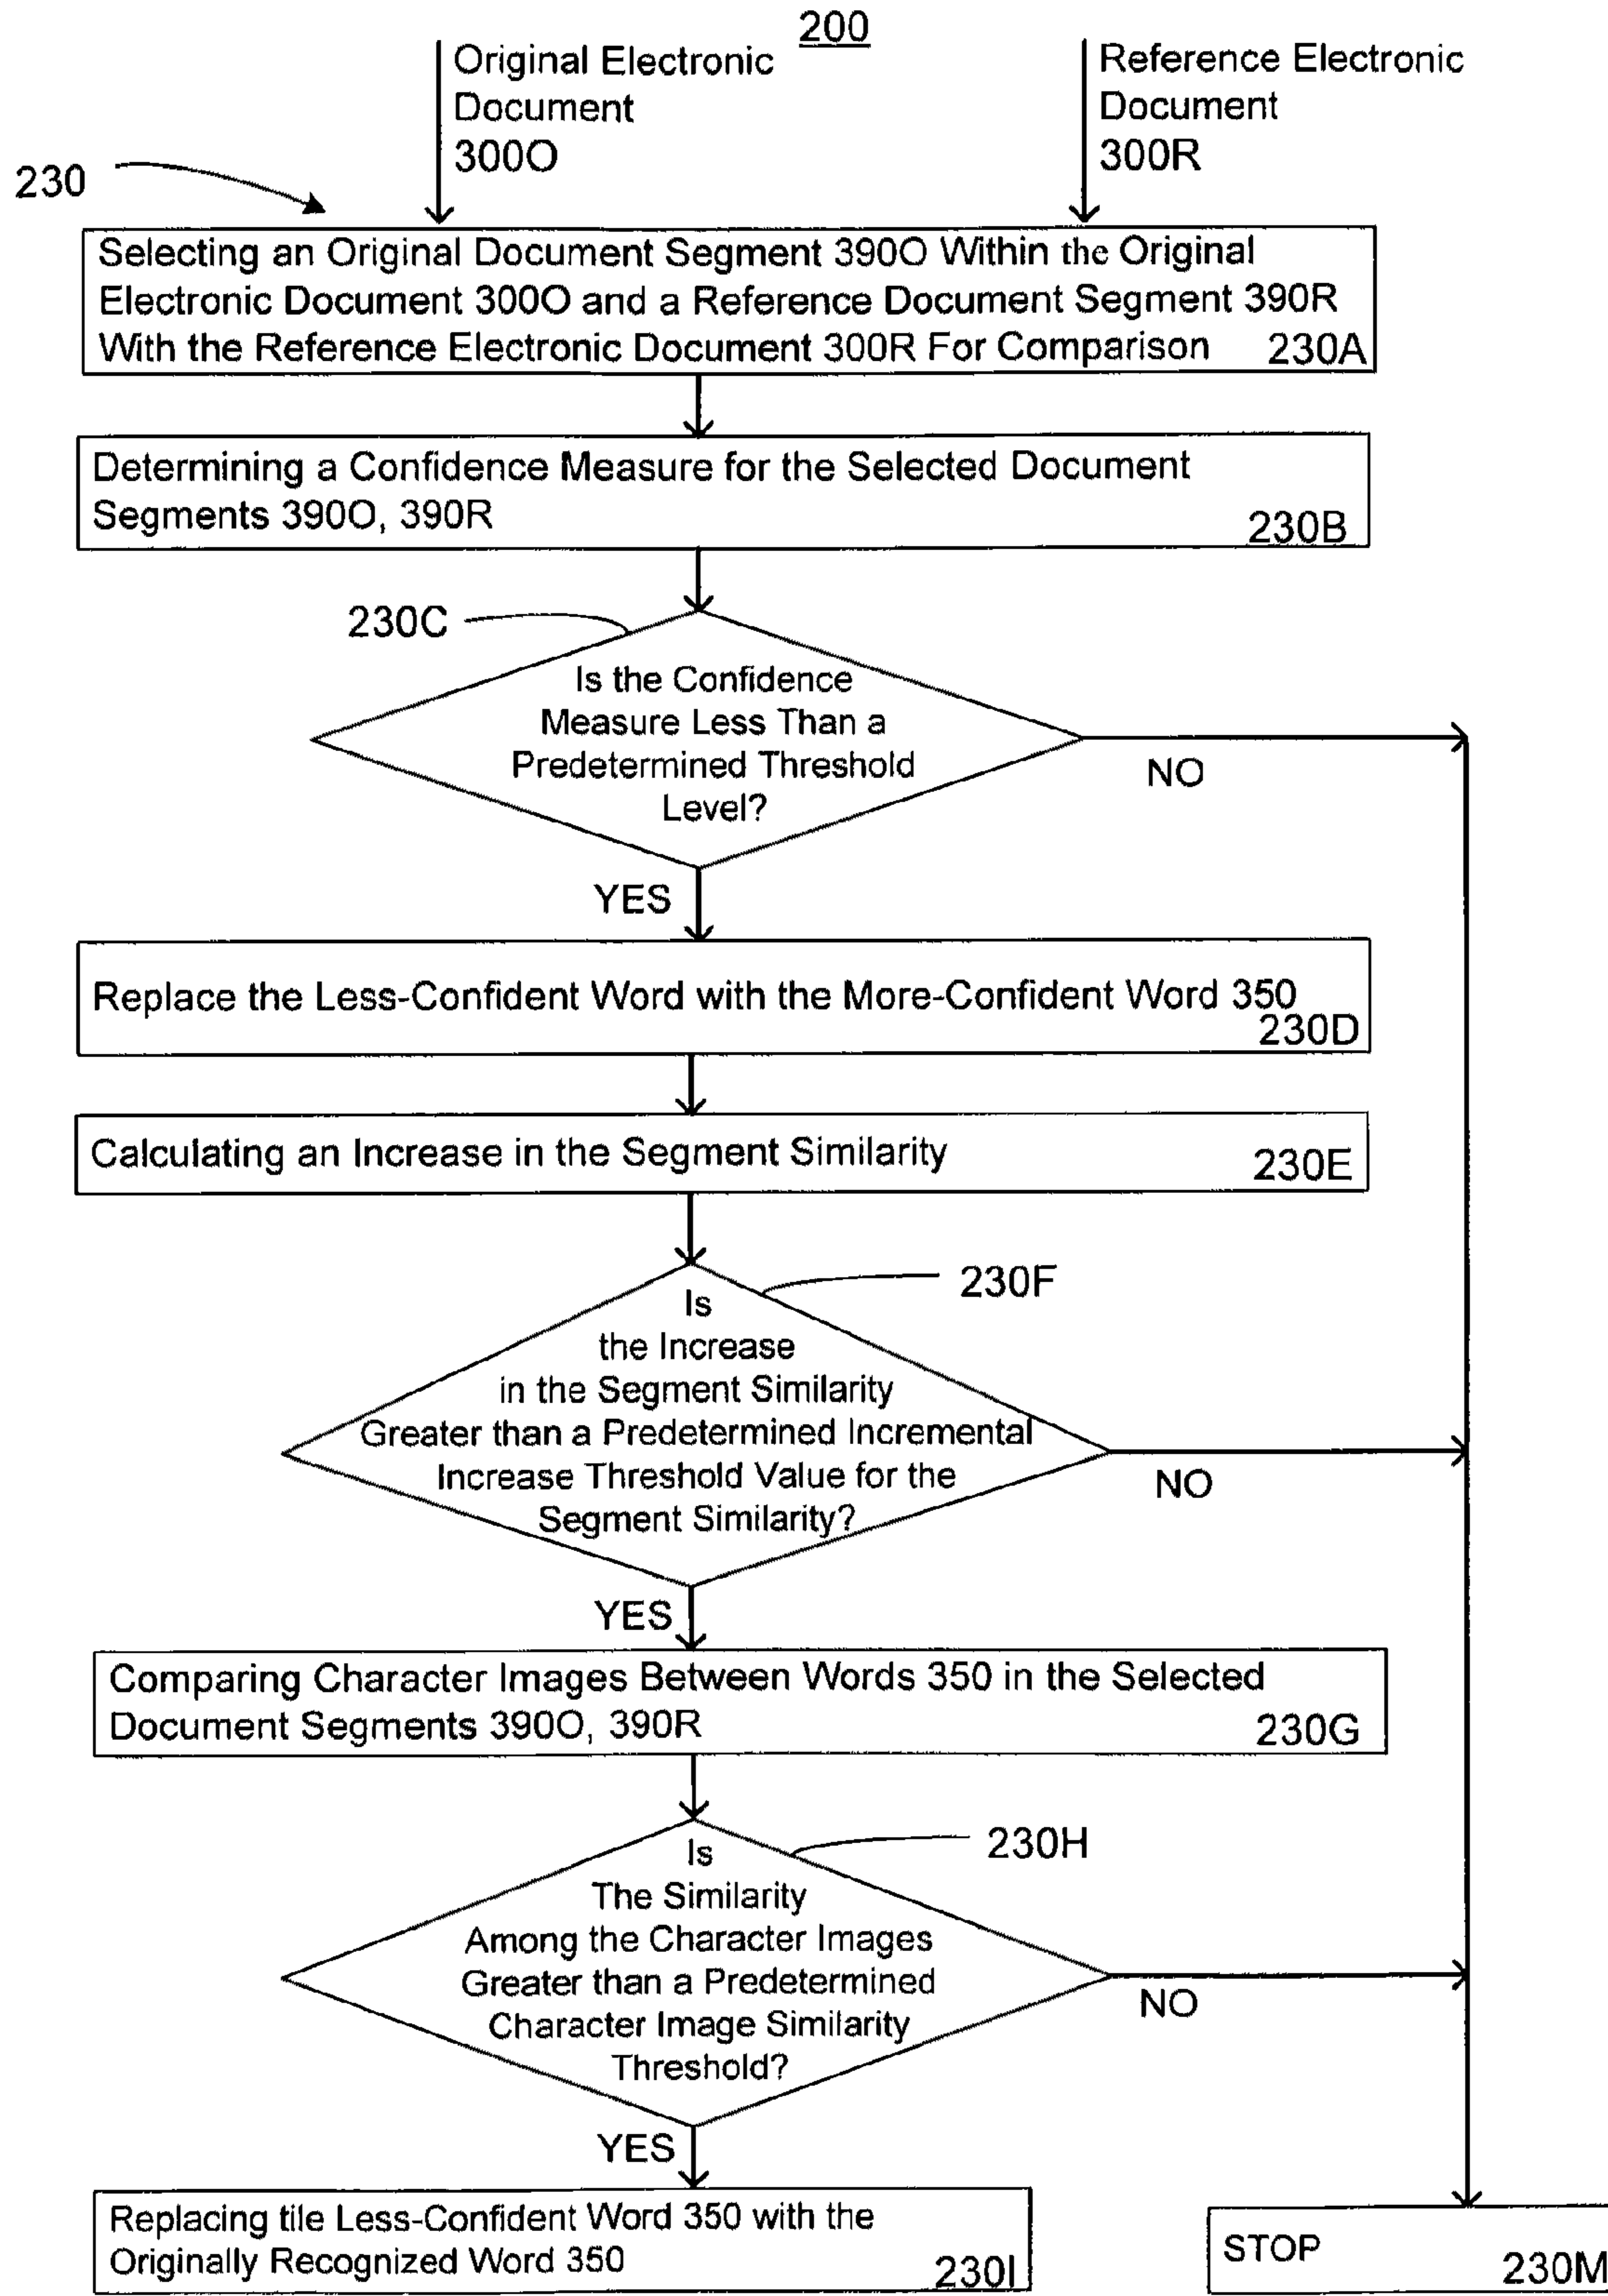 200
Original Electronic
Document
300O
Reference Electronic
Document
300R
230
Selecting an Original Document Segment 390O Within the Original
Electronic Document 300O and a Reference Document Segment 390R
With the Reference Electronic Document 300R For Comparison 230A
Determining a Confidence Measure for the Selected Document
Segments 390O, 390R
230B
230C
Is the Confidence
Measure Less Than a
Predetermined Threshold
Level?
NO
YES
Replace the Less-Confident Word with the More-Confident Word 350
230D
Calculating an Increase in the Segment Similarity 230E
230F
Is
the Increase
in the Segment Similarity
Greater than a Predetermined Incremental
Increase Threshold Value for the
Segment Similarity?
NO
YES
Comparing Character Images Between Words 350 in the Selected
Document Segments 390O, 390R 230G
230H
Is
The Similarity
Among the Character Images
Greater than a Predetermined
Character Image Similarity
Threshold?
NO
YES
Replacing tile Less-Confident Word 350 with the
Originally Recognized Word 350 230I
STOP 230M